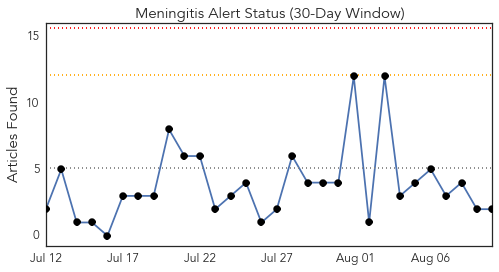 Meningitis Alert Status (30-Day Window)
Articles Found
15
10
5
0
Jul 12 Jul 17 Jul 22 Jul 27 Aug 01 Aug 06